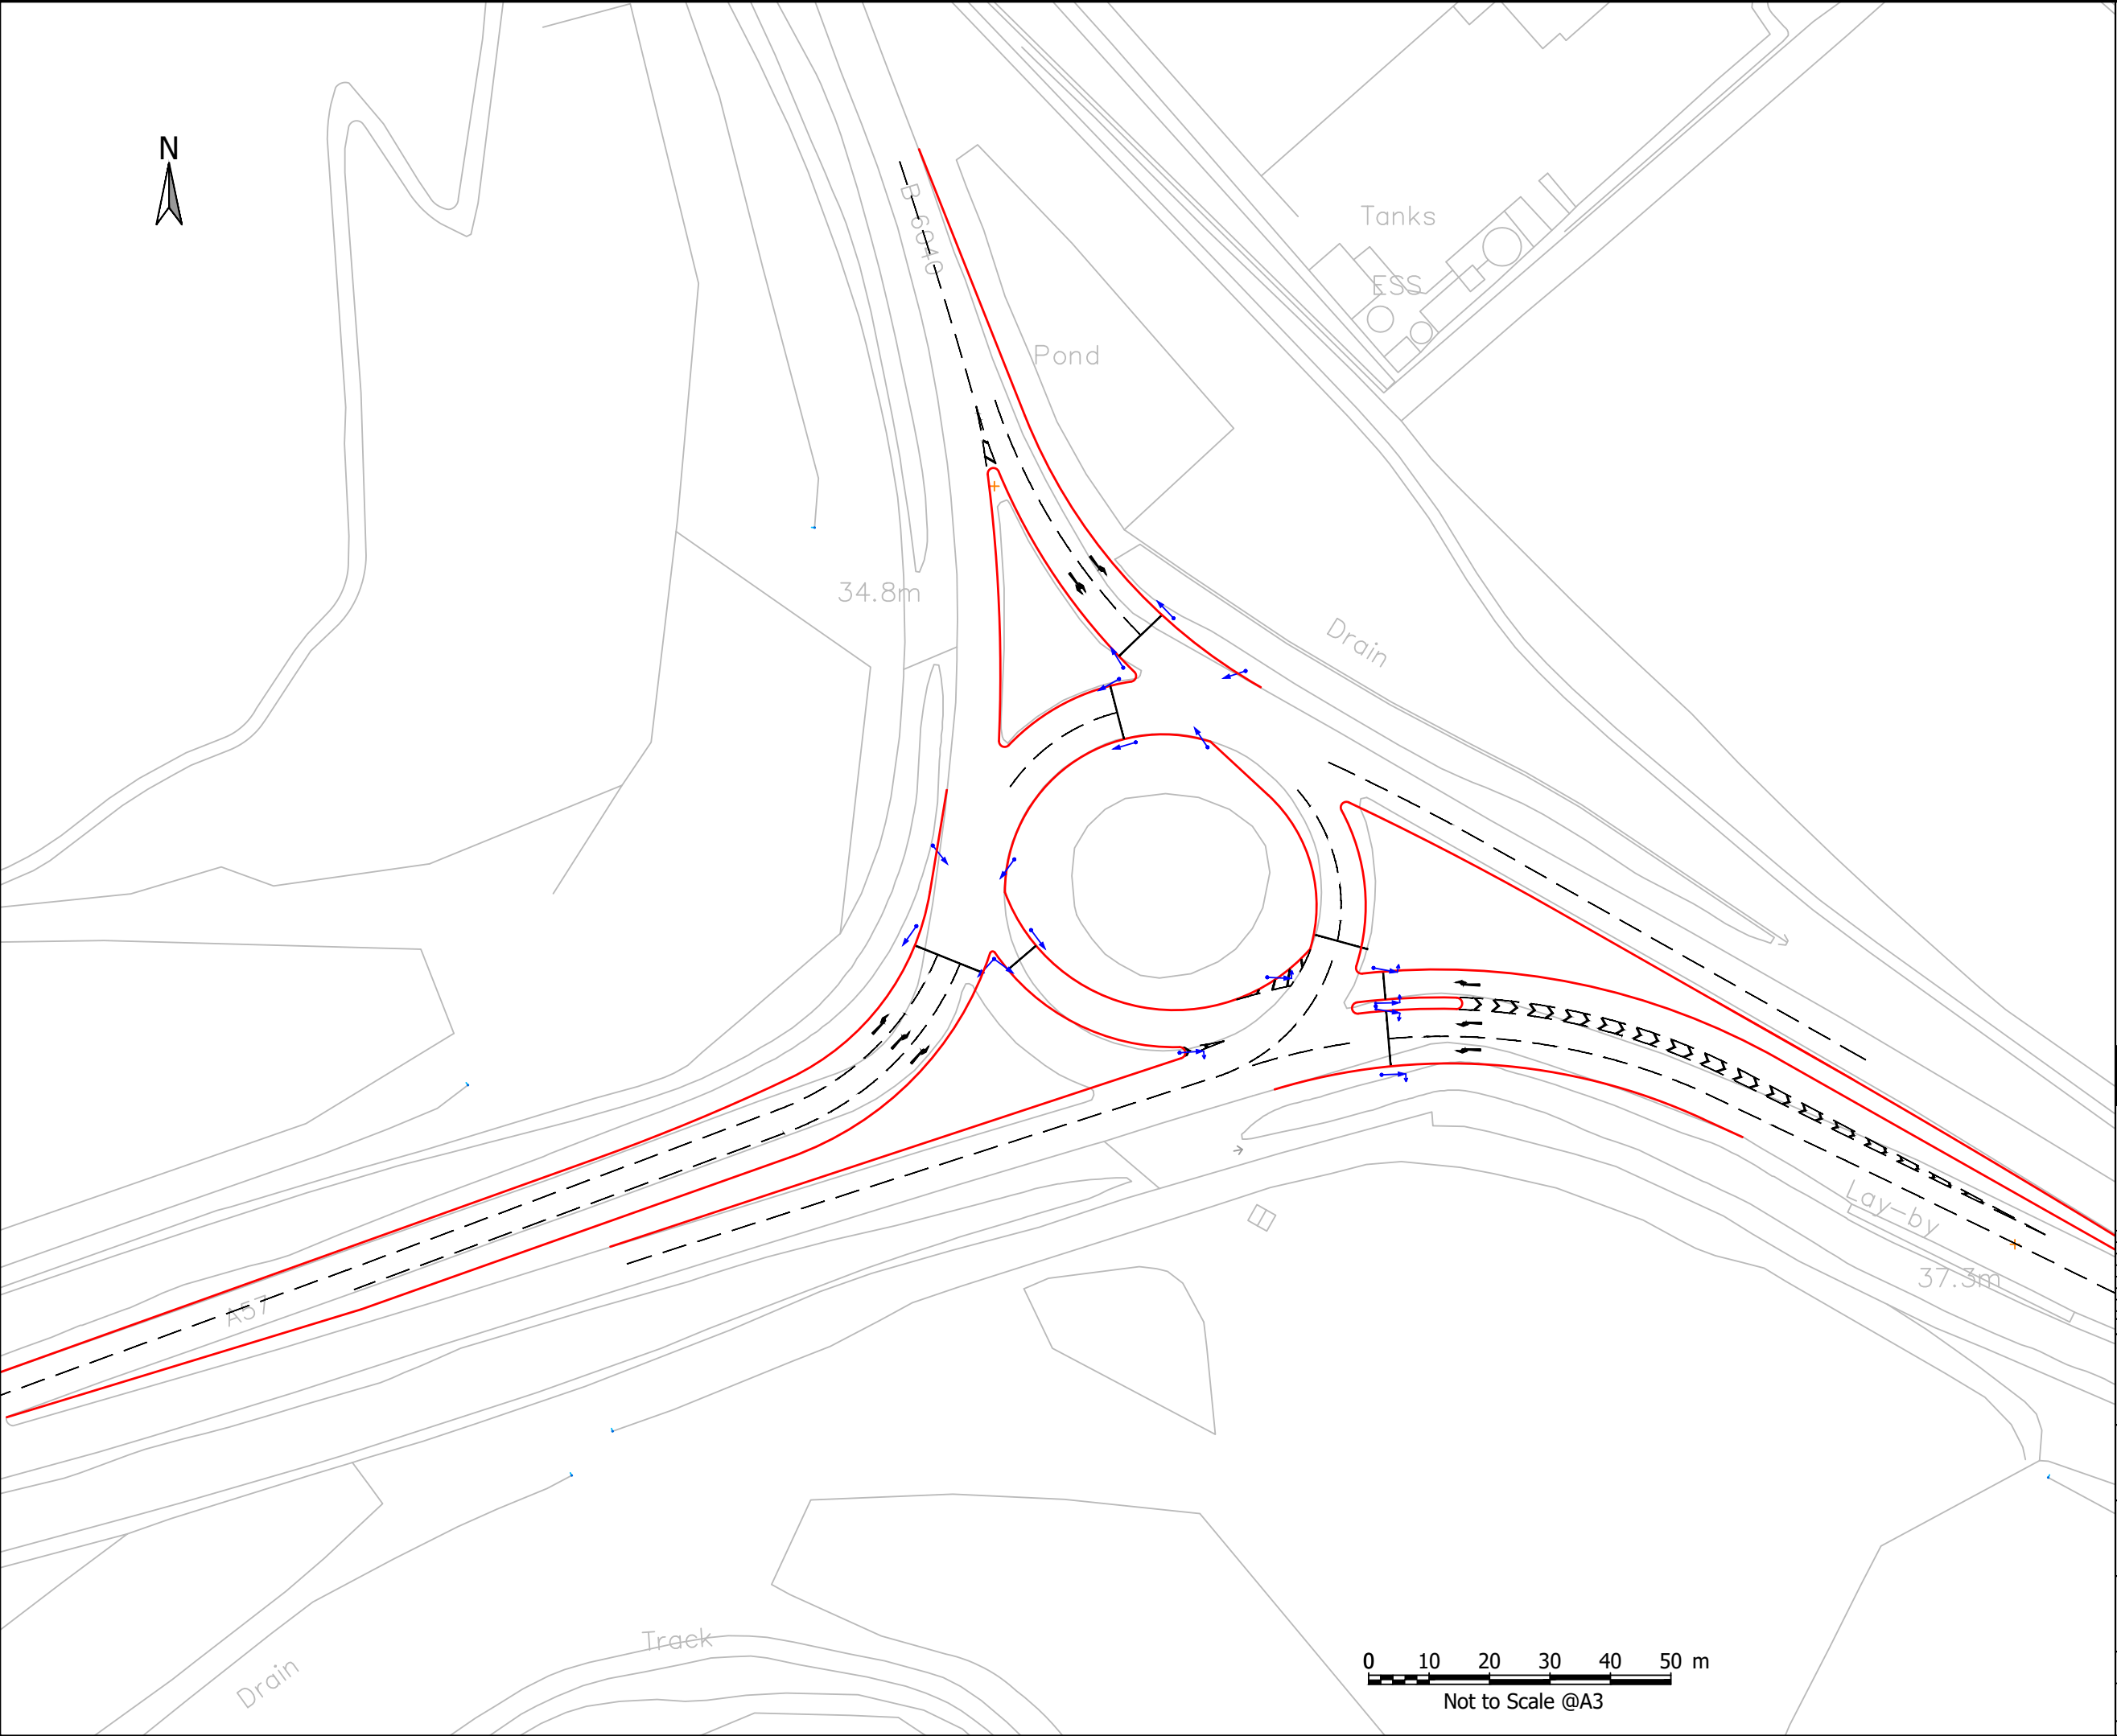 N
B 6040
Tanks
ESS
Pond
34.8m
Drain
Lay-by
37.3m
A57
Track
Drain
0 10 20 30 40 50 m
Not to Scale @A3